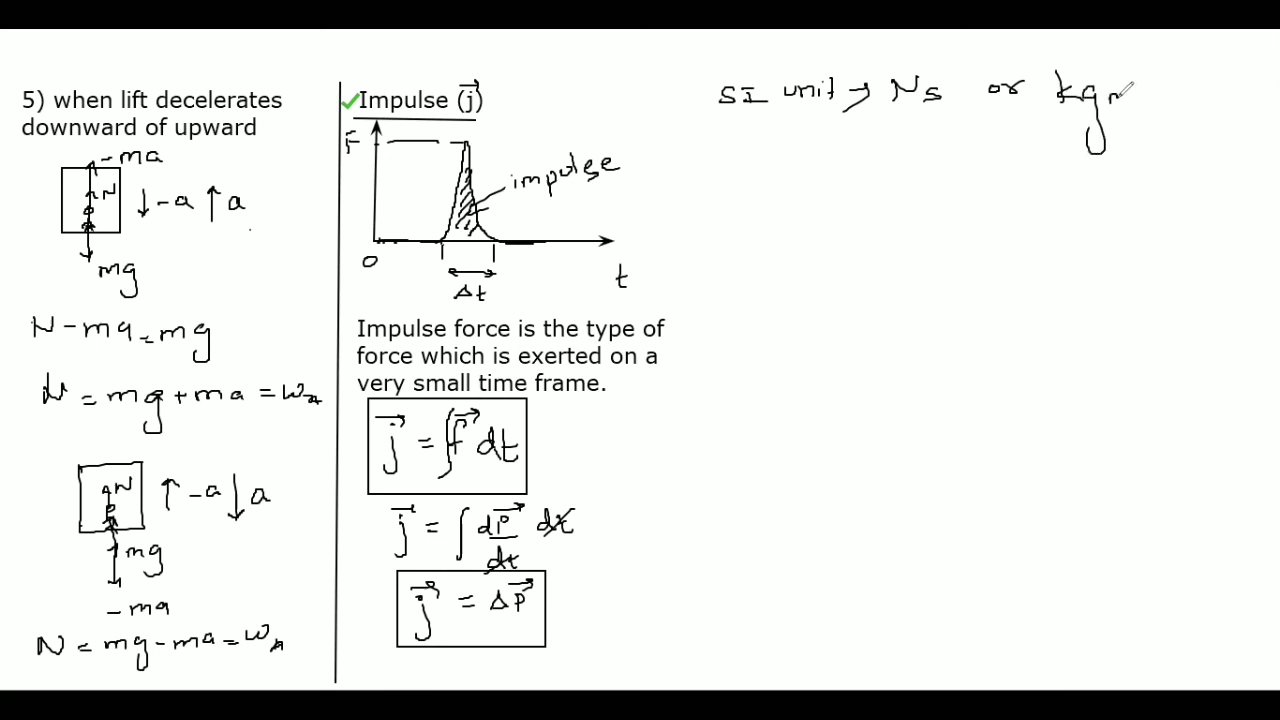 5) when lift decelerates
downward of upward
-ma
N
↓-a ↑a
mg
N-ma=mg
N=mg+ma=WA
N
↑-a ↓a
mg
-ma
N=mg-ma=WA
✓Impulse (j⃗)
F
impulse
0
t
Δt
Impulse force is the type of
force which is exerted on a
very small time frame.
j⃗=∫f⃗dt
j⃗=∫dP⃗/dt dt
j⃗=ΔP⃗
SI unit → Ns or kgm